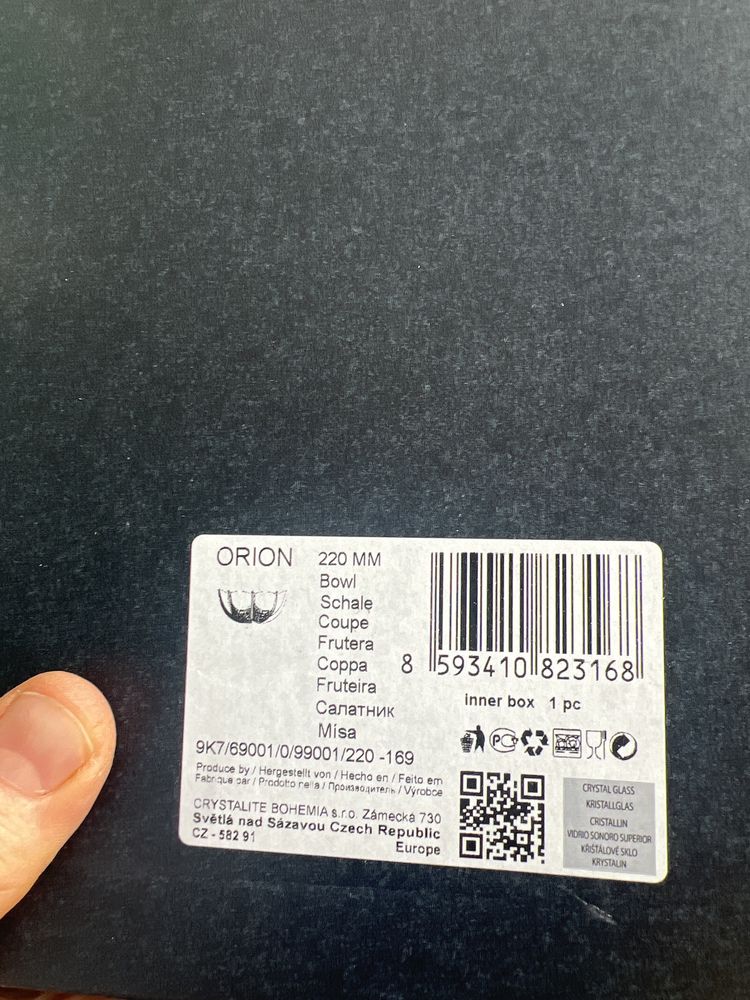 ORION
220 MM
Bowl
Schale
Coupe
Frutera
Coppa
Fruteira
Салатник
Mísa
8 593410 823168
inner box 1 pc
PC
9K7/69001/0/99001/220 -169
Produce by / Hergestellt von / Hecho en / Feito em
Fabrique par / Prodotto nella / Производитель / Výrobce
CRYSTALITE BOHEMIA s.r.o. Zámecká 730
Světlá nad Sázavou Czech Republic
CZ - 582 91
Europe
CRYSTAL GLASS
KRISTALLGLAS
CRISTALLIN
VIDRIO SONORO SUPERIOR
KŘIŠŤÁLOVÉ SKLO
KRYSTALIN